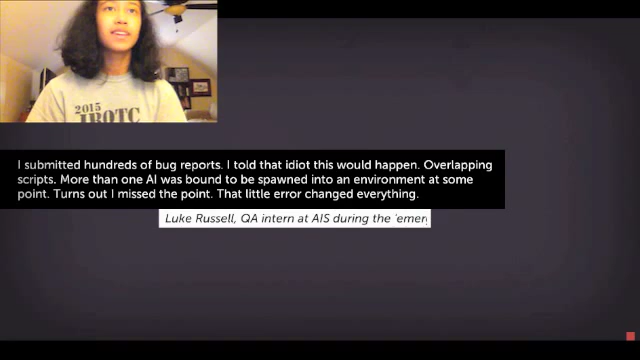 2015
JROTC
I submitted hundreds of bug reports. I told that idiot this would happen. Overlapping
scripts. More than one AI was bound to be spawned into an environment at some
point. Turns out I missed the point. That little error changed everything.
Luke Russell, QA intern at AIS during the 'emer